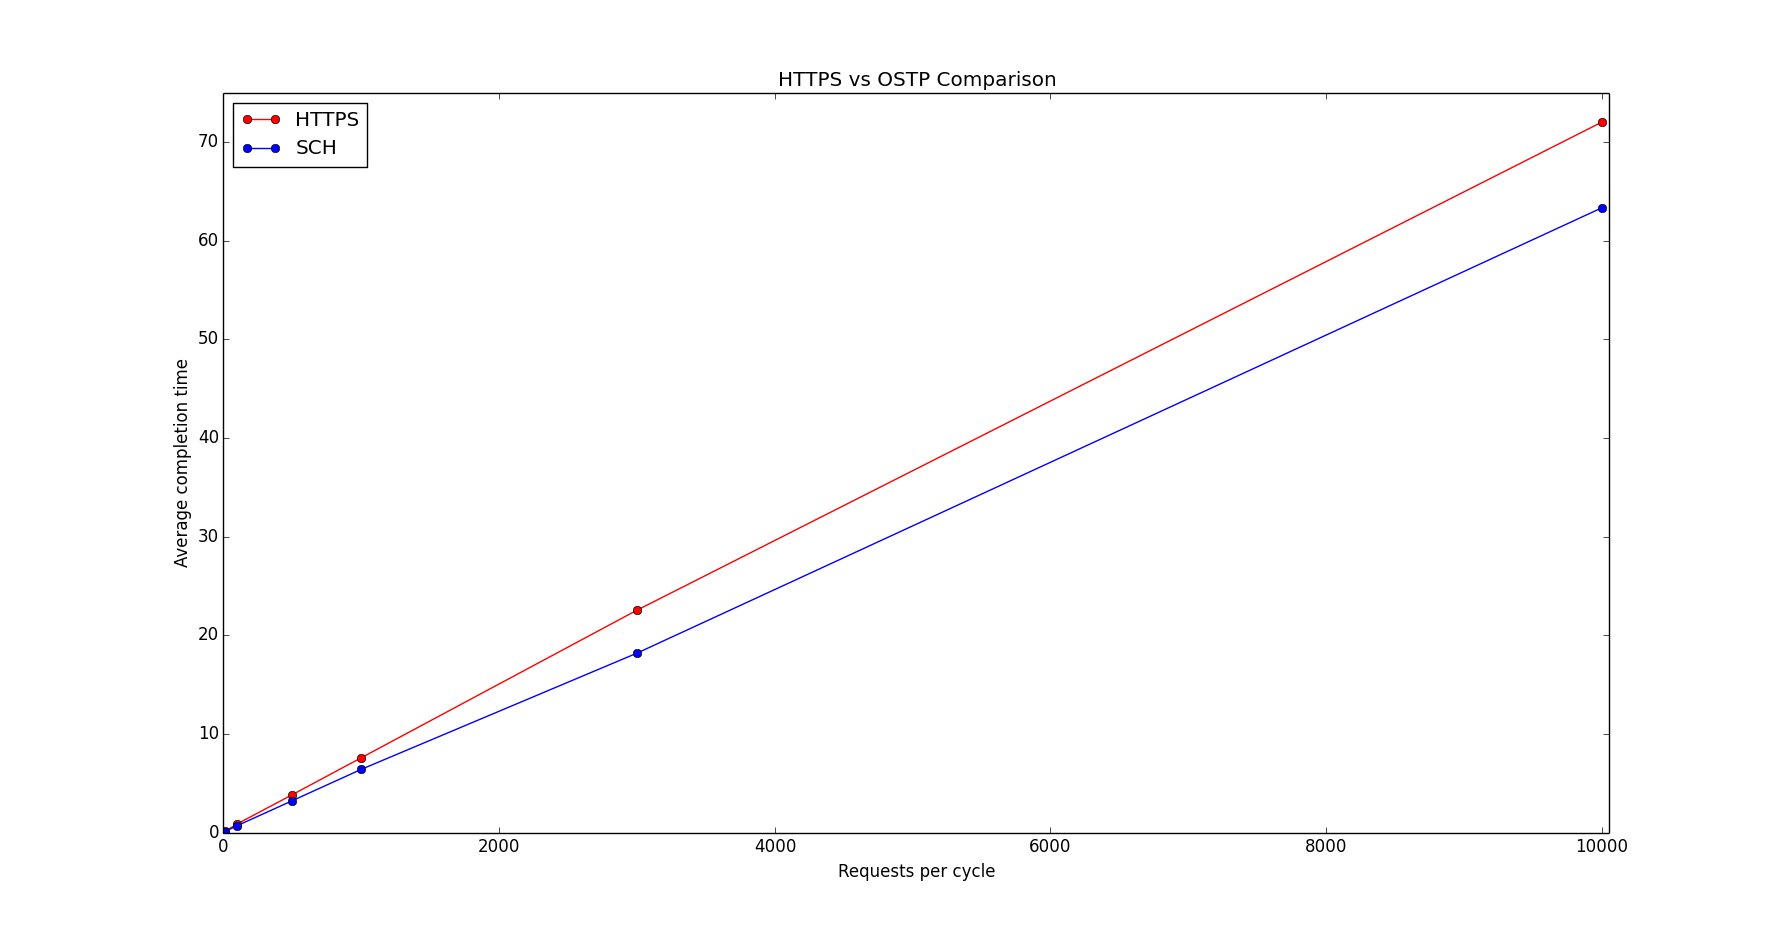 HTTPS vs OSTP Comparison
HTTPS
SCH
70
60
50
40
30
20
10
0
Average completion time
0 2000 4000 6000 8000 10000
Requests per cycle